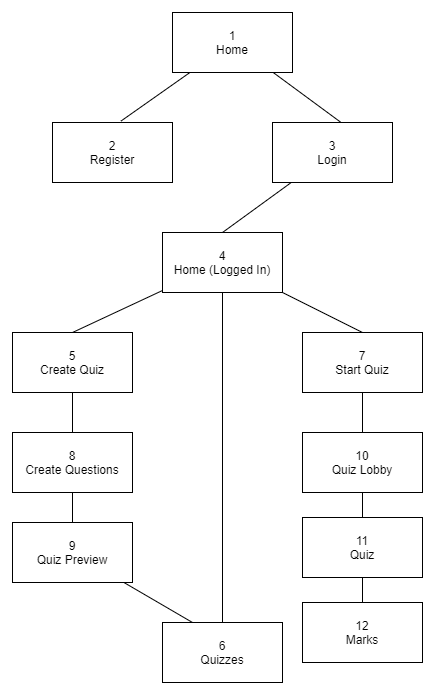 1
Home
2
Register
3
Login
4
Home (Logged In)
5
Create Quiz
7
Start Quiz
8
Create Questions
10
Quiz Lobby
9
Quiz Preview
11
Quiz
12
Marks
6
Quizzes